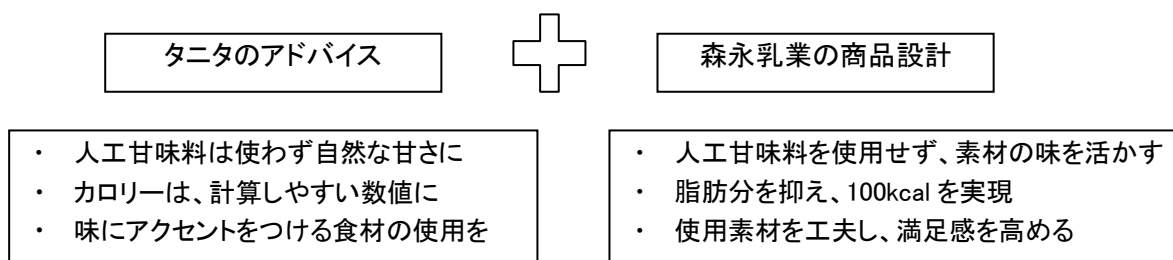 タニタのアドバイス
森永乳業の商品設計
・ 人工甘味料は使わず自然な甘さに
・ カロリーは、計算しやすい数値に
・ 味にアクセントをつける食材の使用を
・ 人工甘味料を使用せず、素材の味を活かす
・ 脂肪分を抑え、100kcal を実現
・ 使用素材を工夫し、満足感を高める